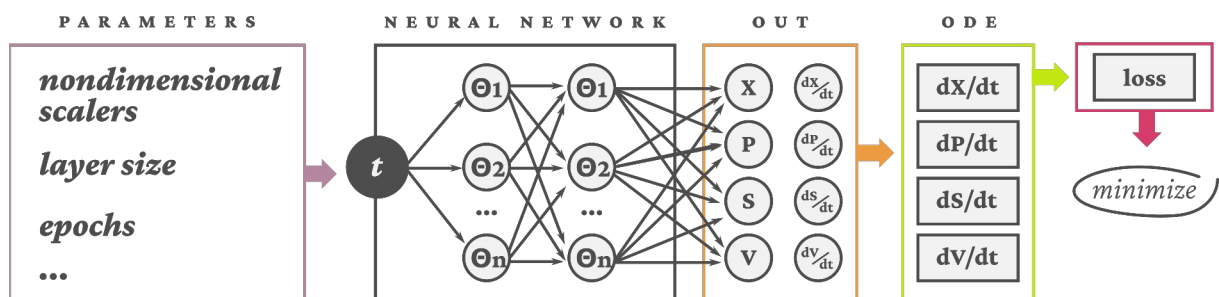 PARAMETERS
nondimensional
scalers
layer size
epochs
...
NEURAL NETWORK
t
Θ1
Θ2
...
Θn
Θ1
Θ2
...
Θn
OUT
X
dX/dt
P
dP/dt
S
dS/dt
V
dV/dt
ODE
dX/dt
dP/dt
dS/dt
dV/dt
loss
minimize